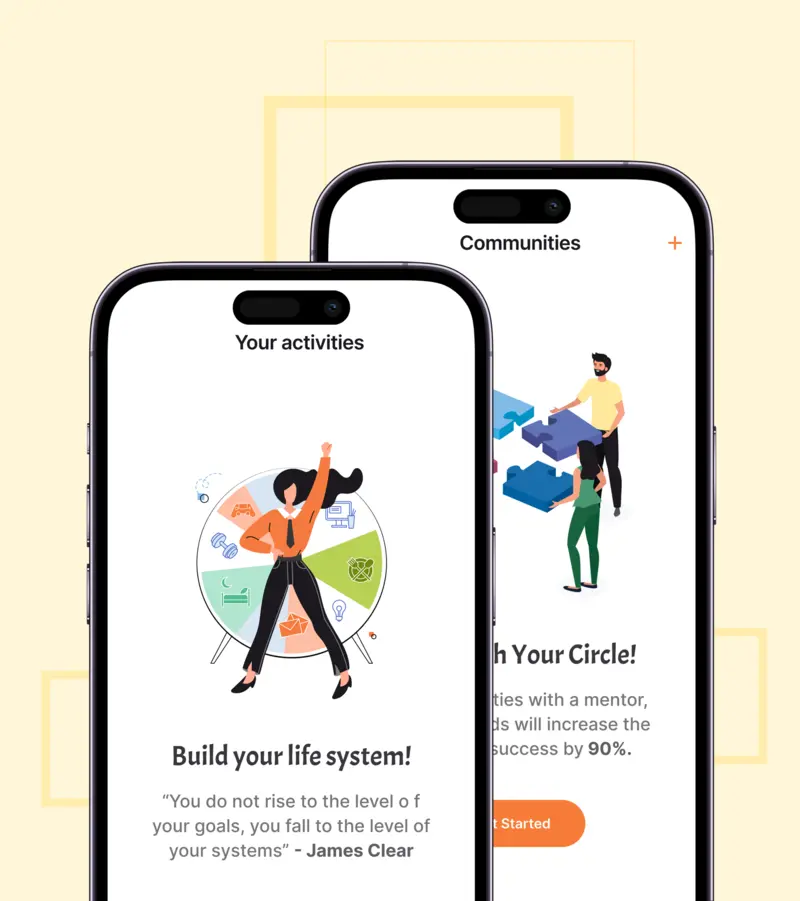 Communities
+
Your activities
h Your Circle!
ties with a mentor,
ds will increase the
success by 90%.
t Started
Build your life system!
“You do not rise to the level o f
your goals, you fall to the level of
your systems” - James Clear